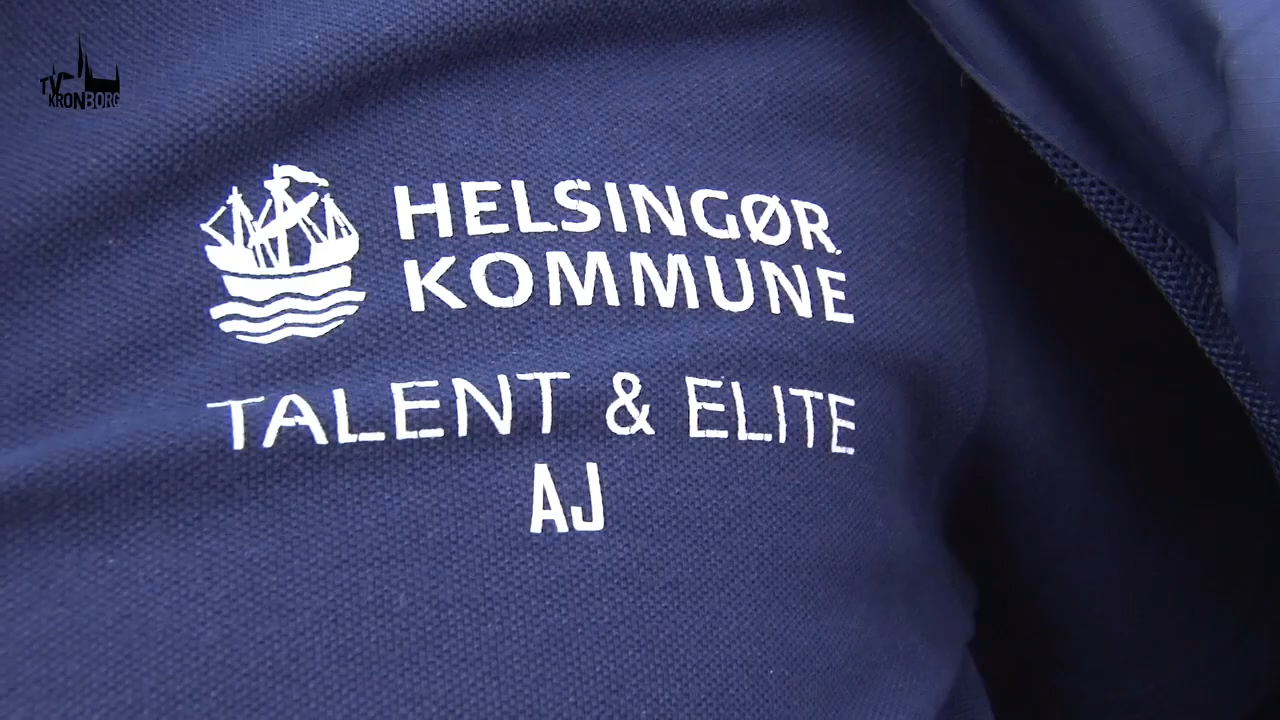 TV
KRONBORG
HELSINGØR
KOMMUNE
TALENT & ELITE
AJ